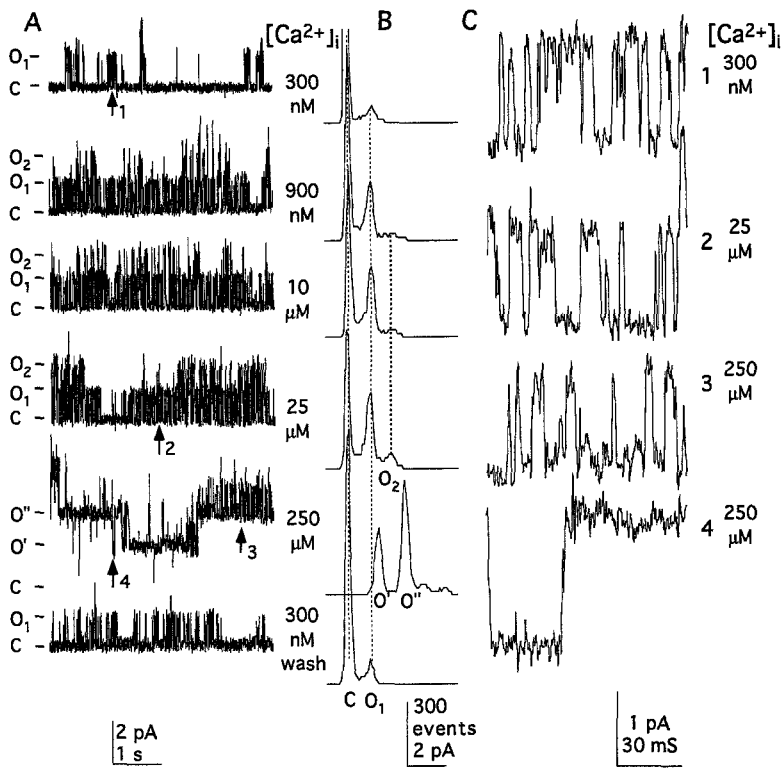 A
[Ca2+]i
B
C
[Ca2+]i
O1
C
1
300
nM
O2
O1
C
900
nM
O2
O1
C
10
μM
O2
O1
C
2
25
μM
O2
O"
O'
C
4
3
250
μM
O' O"
O1
C
300
nM
wash
C O1
2 pA
1 s
300
events
2 pA
1 300
nM
2 25
μM
3 250
μM
4 250
μM
1 pA
30 mS